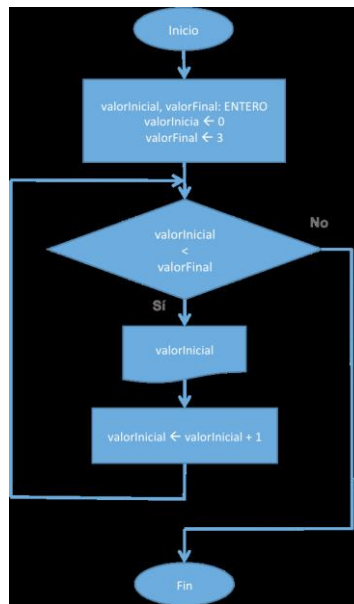 Inicio
valorInicial, valorFinal: ENTERO
valorInicia ← 0
valorFinal ← 3
valorInicial
<
valorFinal
No
Sí
valorInicial
valorInicial ← valorInicial + 1
Fin